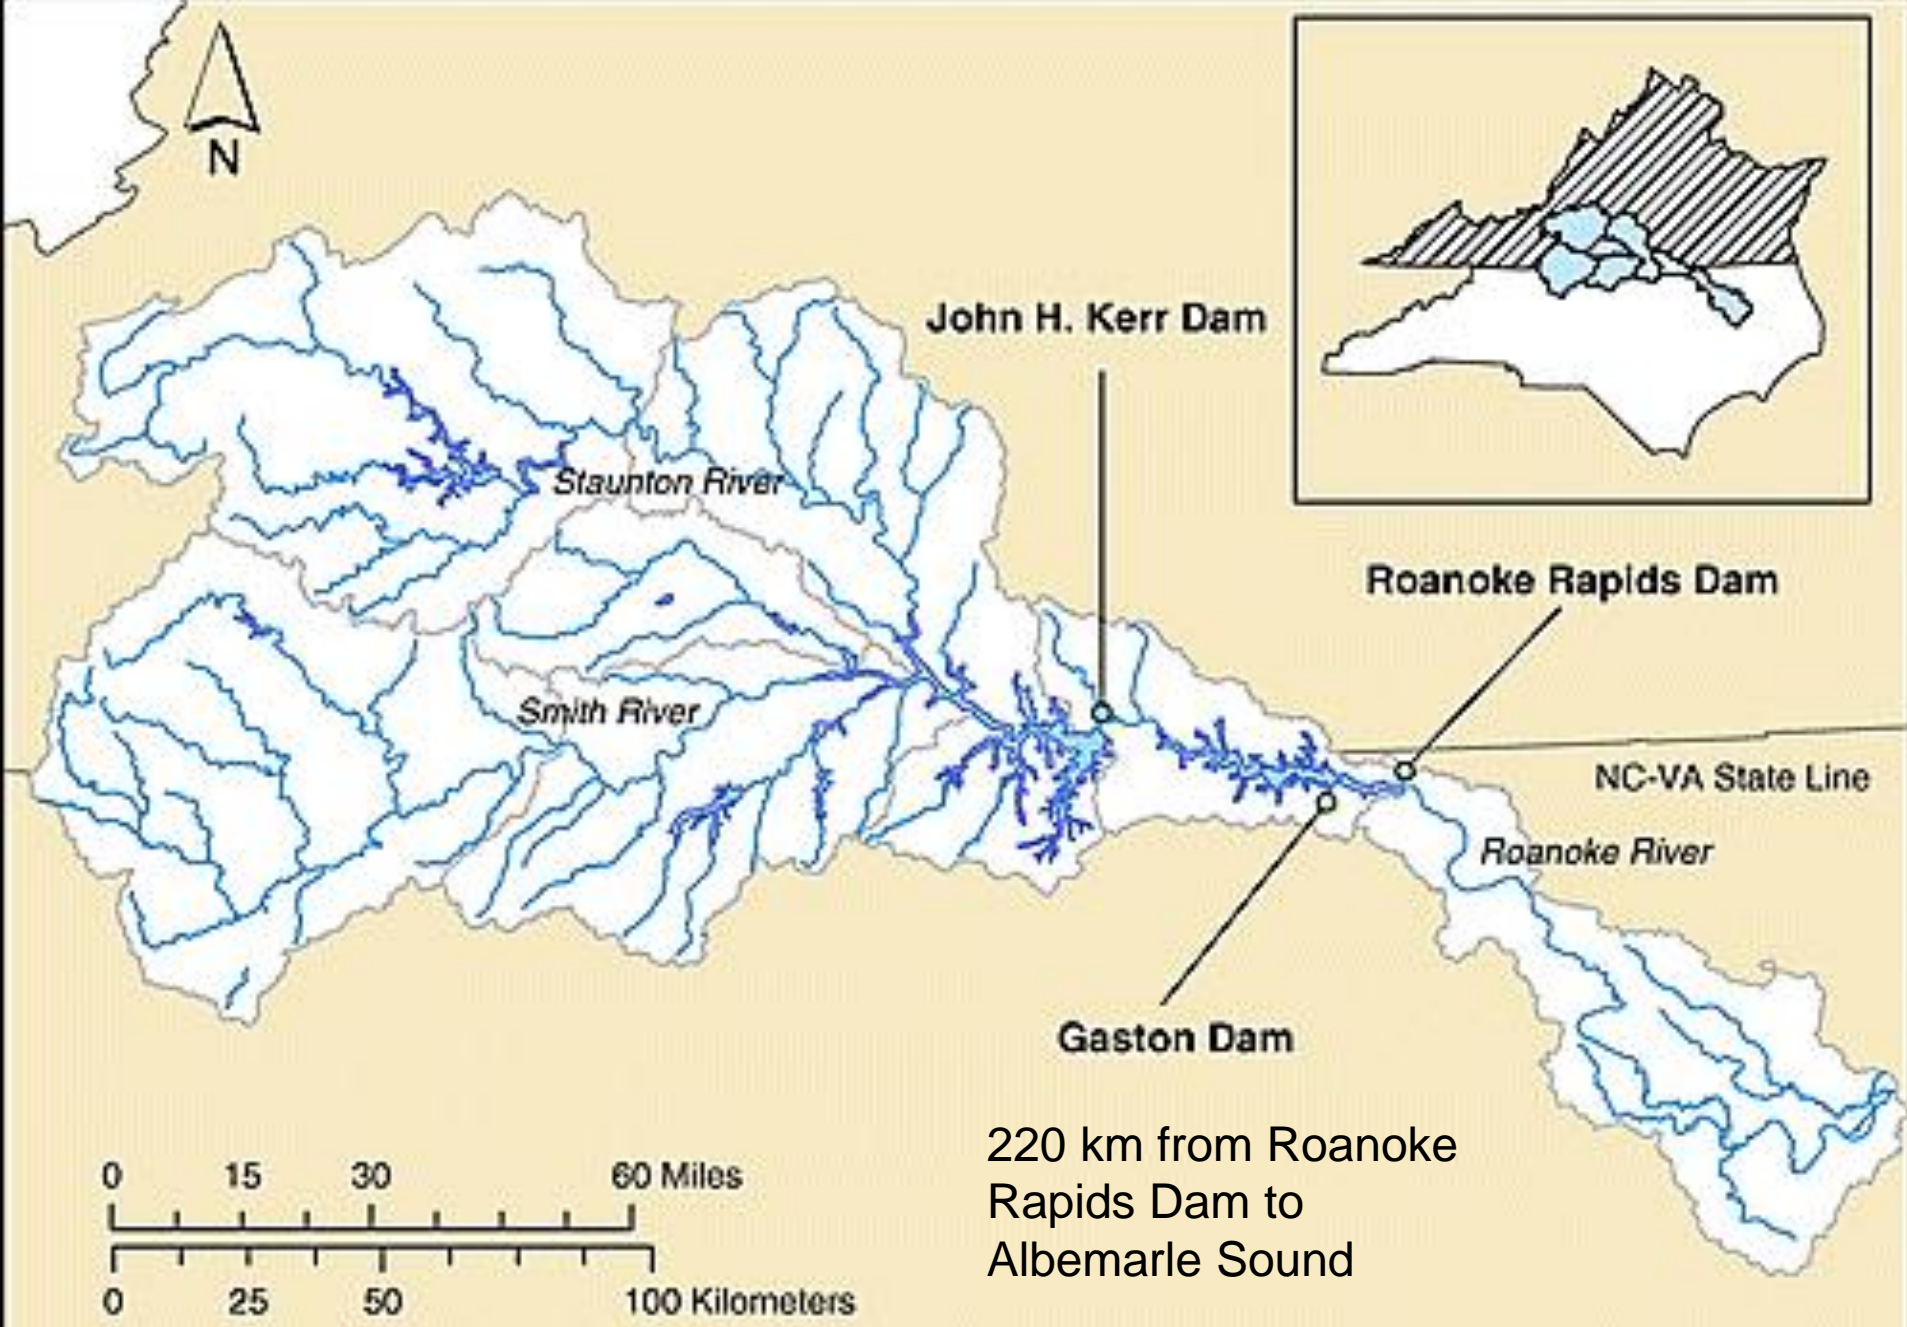 N
John H. Kerr Dam
Staunton River
Roanoke Rapids Dam
Smith River
NC-VA State Line
Roanoke River
Gaston Dam
220 km from Roanoke
Rapids Dam to
Albemarle Sound
0 15 30 60 Miles
0 25 50 100 Kilometers